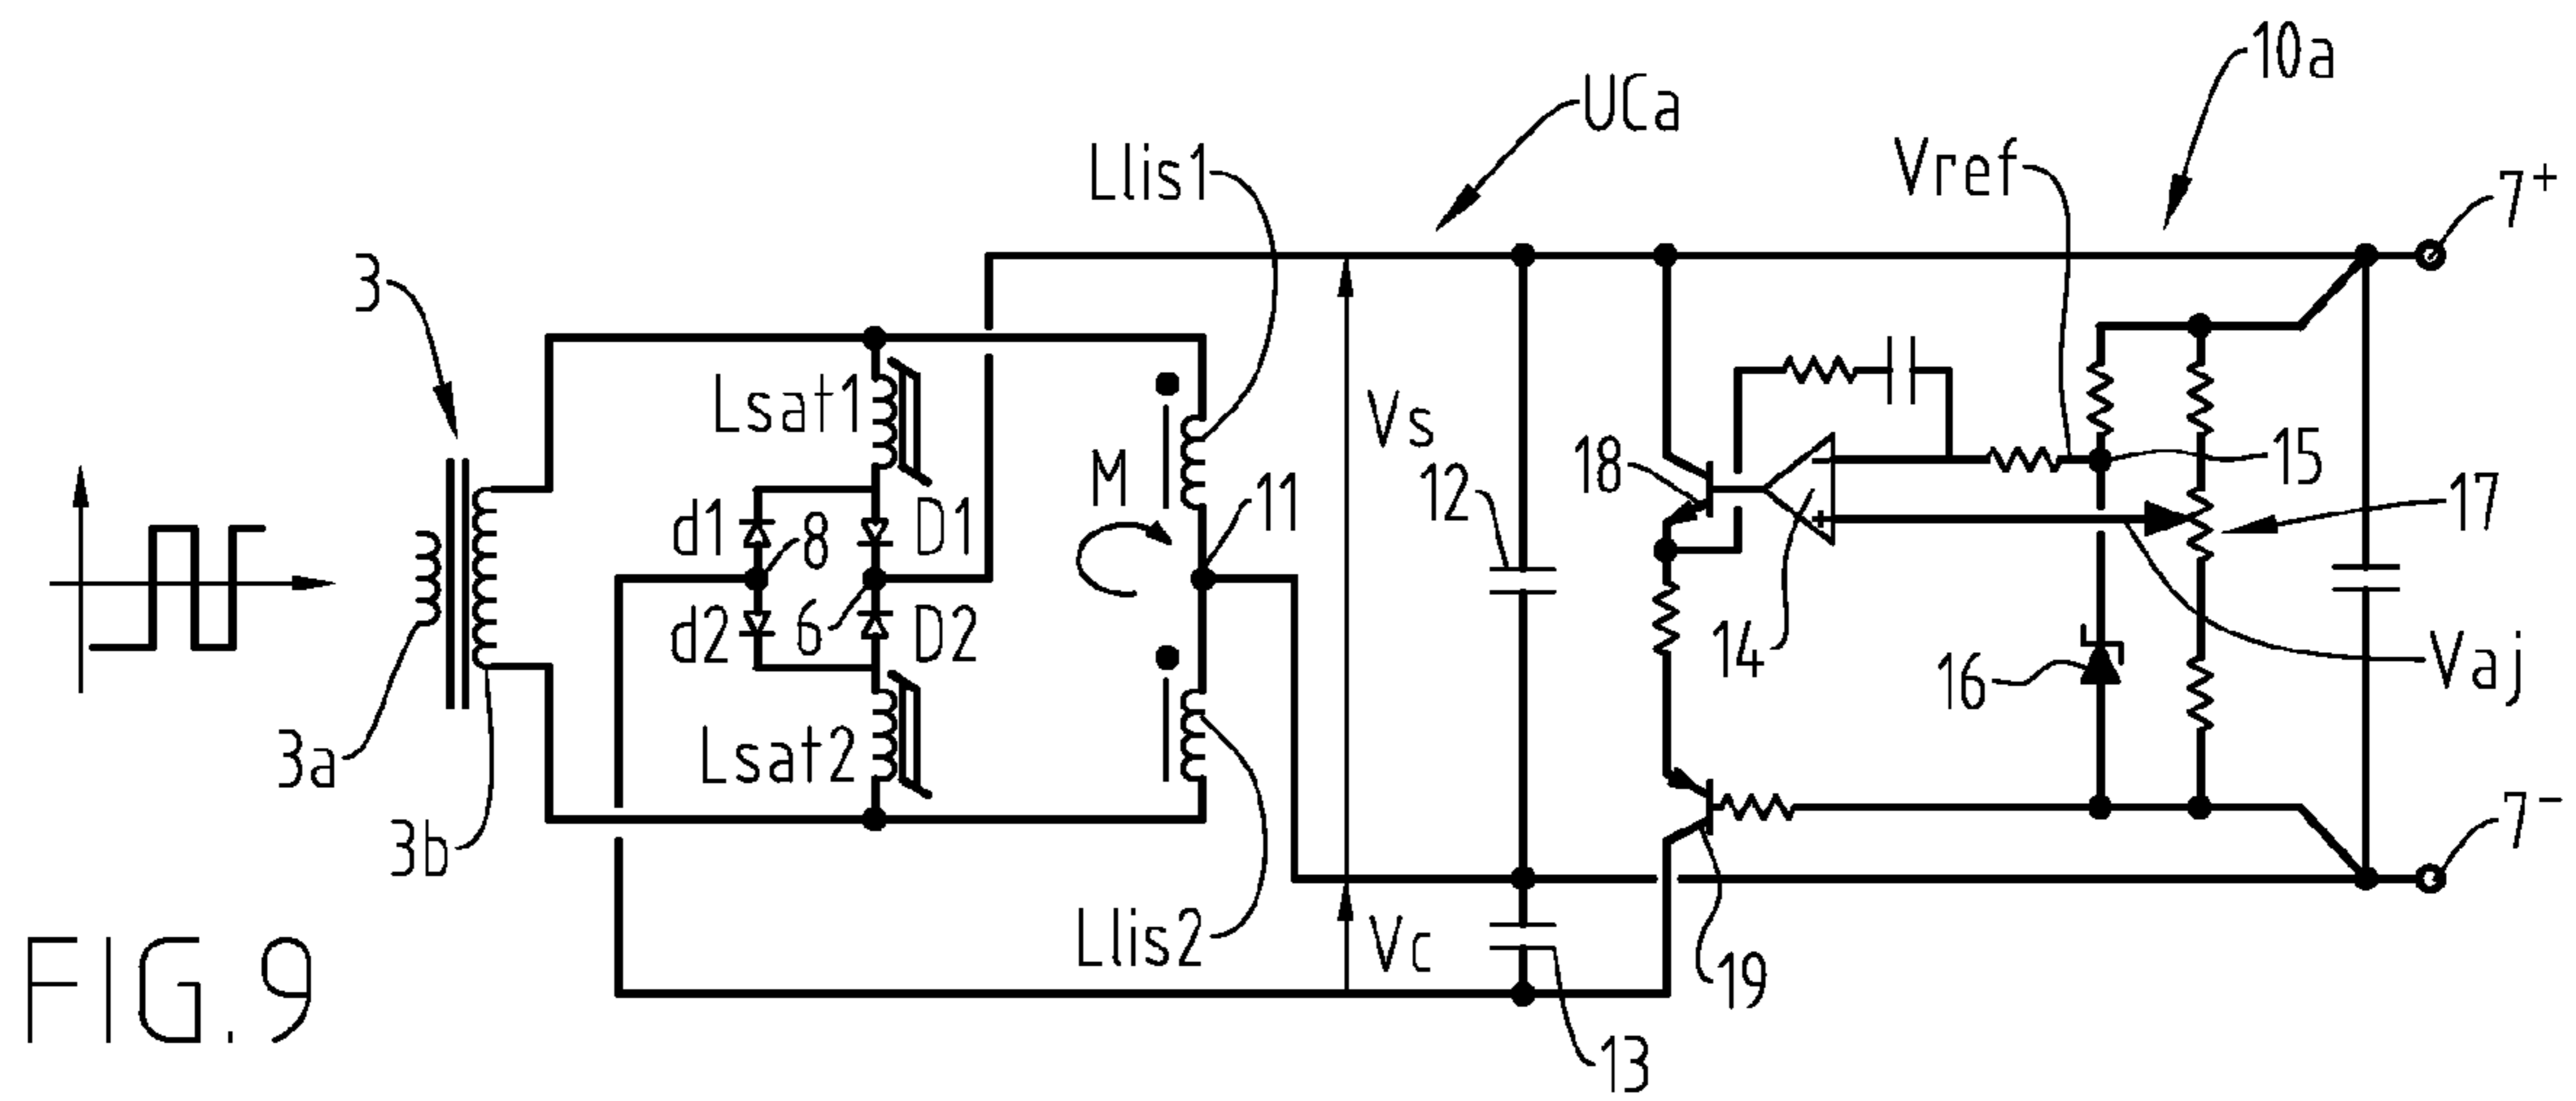 10a
UCa
Vref
7+
Llis1
3
Lsat1
M
Vs
12
18
15
11
17
d1
8
D1
d2
6
D2
14
16
Vaj
3a
Lsat2
3b
7-
Llis2
Vc
19
13
FIG.9